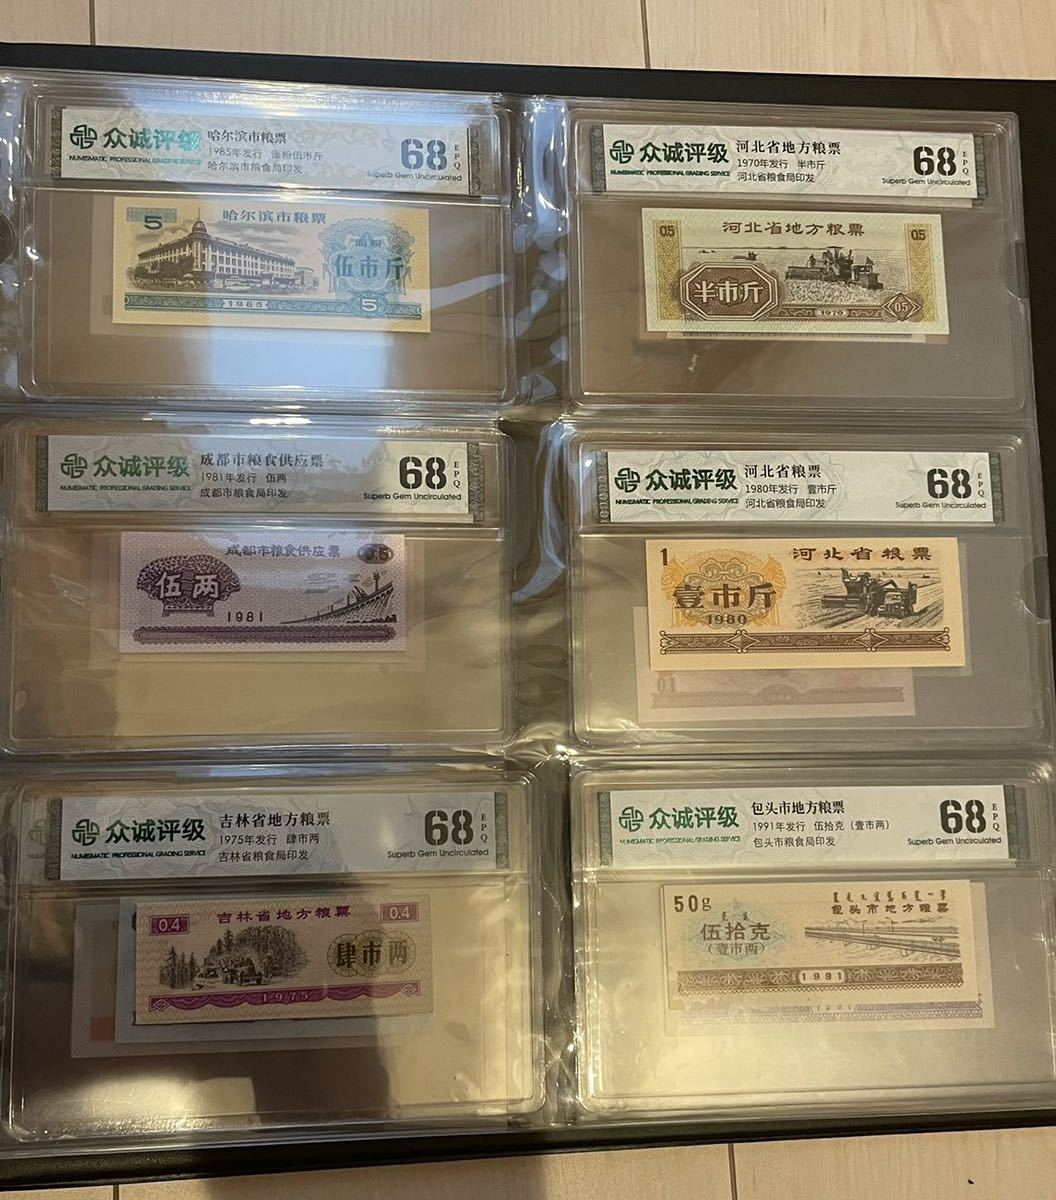 众诚评级
NUMISMATIC PROFESSIONAL GRADING SERVICE
哈尔滨市粮票
1985年发行 面粉伍市斤
哈尔滨市粮食局印发
68
EPQ
Superb Gem Uncirculated
5
哈尔滨市粮票
面粉
伍市斤
1985
5
众诚评级
NUMISMATIC PROFESSIONAL GRADING SERVICE
河北省地方粮票
1970年发行 半市斤
河北省粮食局印发
68
EPQ
Superb Gem Uncirculated
河北省地方粮票
05
05
半市斤
1970
05
众诚评级
NUMISMATIC PROFESSIONAL GRADING SERVICE
成都市粮食供应票
1981年发行 伍两
成都市粮食局印发
68
EPQ
Superb Gem Uncirculated
成都市粮食供应票
伍两
1981
众诚评级
NUMISMATIC PROFESSIONAL GRADING SERVICE
河北省粮票
1980年发行 壹市斤
河北省粮食局印发
68
EPQ
Superb Gem Uncirculated
1
河北省粮票
壹市斤
1980
01
众诚评级
NUMISMATIC PROFESSIONAL GRADING SERVICE
吉林省地方粮票
1975年发行 肆市两
吉林省粮食局印发
68
EPQ
Superb Gem Uncirculated
吉林省地方粮票
0.4
0.4
肆市两
1975
众诚评级
NUMISMATIC PROFESSIONAL GRADING SERVICE
包头市地方粮票
1991年发行 伍拾克（壹市两）
包头市粮食局印发
68
EPQ
Superb Gem Uncirculated
50g
包头市地方粮票
伍拾克
（壹市两）
1991